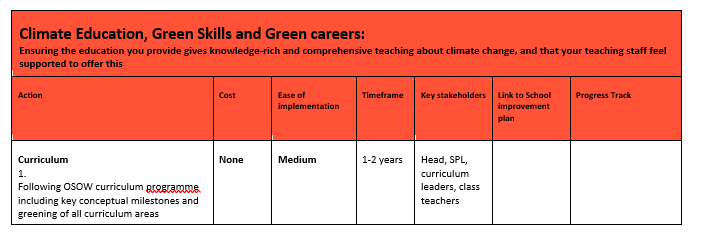 Climate Education, Green Skills and Green careers:
Ensuring the education you provide gives knowledge-rich and comprehensive teaching about climate change, and that your teaching staff feel
supported to offer this
Action
Cost
Ease of
implementation
Timeframe
Key stakeholders
Link to School
improvement
plan
Progress Track
Curriculum
1.
Following OSOW curriculum programme
including key conceptual milestones and
greening of all curriculum areas
None
Medium
1-2 years
Head, SPL,
curriculum
leaders, class
teachers